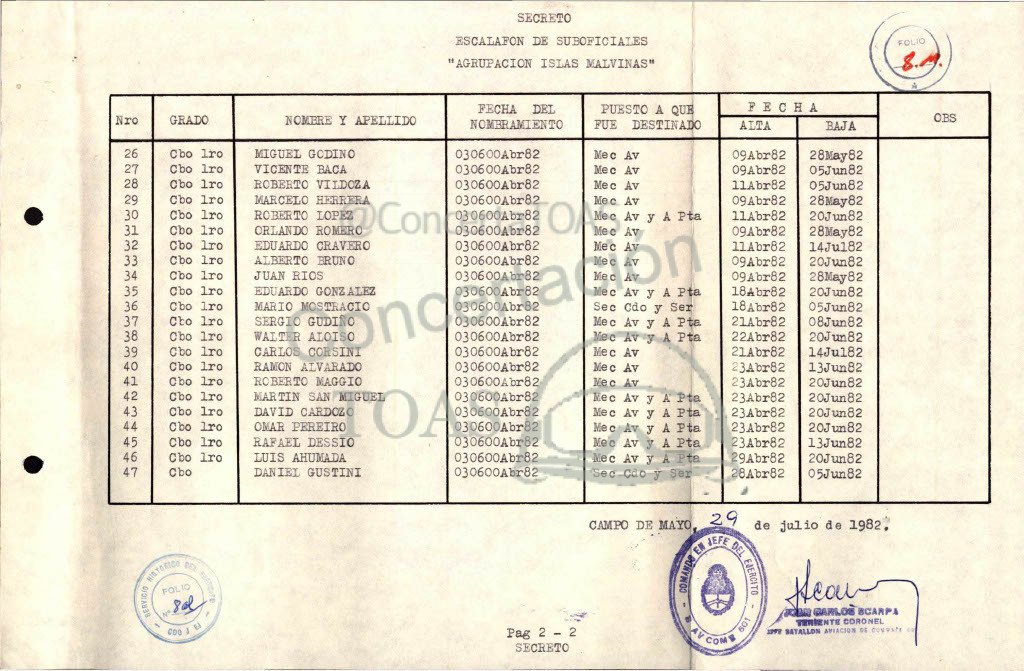 SECRETO
ESCALAFON DE SUBOFICIALES
"AGRUPACION ISLAS MALVINAS"
FOLIO
Nro GRADO NOMBRE Y APELLIDO FECHA DEL NOMBRAMIENTO PUESTO A QUE FUE DESTINADO FECHA ALTA BAJA OBS
26 Cbo 1ro MIGUEL GODINO 030600Abr82 Mec Av 09Abr82 28May82
27 Cbo 1ro VICENTE BACA 030600Abr82 Mec Av 09Abr82 05Jun82
28 Cbo 1ro ROBERTO VILDOZA 030600Abr82 Mec Av 11Abr82 05Jun82
29 Cbo 1ro MARCELO HERRERA 030600Abr82 Mec Av 09Abr82 28May82
30 Cbo 1ro ROBERTO LOPEZ 030600Abr82 Mec Av y A Pta 11Abr82 20Jun82
31 Cbo 1ro ORLANDO ROMERO 030600Abr82 Mec Av 09Abr82 28May82
32 Cbo 1ro EDUARDO CRAVERO 030600Abr82 Mec Av 11Abr82 14Jul82
33 Cbo 1ro ALBERTO BRUNO 030600Abr82 Mec Av 09Abr82 20Jun82
34 Cbo 1ro JUAN RIOS 030600Abr82 Mec Av 09Abr82 28May82
35 Cbo 1ro EDUARDO GONZALEZ 030600Abr82 Mec Av y A Pta 18Abr82 20Jun82
36 Cbo 1ro MARIO MOSTRACIO 030600Abr82 Sec Cdo y Ser 18Abr82 05Jun82
37 Cbo 1ro SERGIO GUDIÑO 030600Abr82 Mec Av y A Pta 21Abr82 08Jun82
38 Cbo 1ro WALTER ALOISO 030600Abr82 Mec Av y A Pta 22Abr82 20Jun82
39 Cbo 1ro CARLOS CORSINI 030600Abr82 Mec Av 21Abr82 14Jul82
40 Cbo 1ro RAMON ALVARADO 030600Abr82 Mec Av 23Abr82 13Jun82
41 Cbo 1ro ROBERTO MAGGIO 030600Abr82 Mec Av 23Abr82 20Jun82
42 Cbo 1ro MARTIN SAN MIGUEL 030600Abr82 Mec Av y A Pta 23Abr82 20Jun82
43 Cbo 1ro DAVID CARDOZO 030600Abr82 Mec Av y A Pta 23Abr82 20Jun82
44 Cbo 1ro OMAR PEREIRO 030600Abr82 Mec Av y A Pta 23Abr82 20Jun82
45 Cbo 1ro RAFAEL DESSIO 030600Abr82 Mec Av y A Pta 23Abr82 13Jun82
46 Cbo 1ro LUIS AHUMADA 030600Abr82 Mec Av y A Pta 29Abr82 20Jun82
47 Cbo DANIEL GUSTINI 030600Abr82 Sec Cdo y Ser 28Abr82 05Jun82
Concertación
TOAS
CAMPO DE MAYO, 29 de julio de 1982.
SERVICIO HISTORICO DEL
FOLIO
COMANDO EN JEFE DEL EJERCITO
B AV COMB 601
JUAN CARLOS SCARPA
TENIENTE CORONEL
BATALLON AVIACION DE
Pag 2 - 2
SECRETO